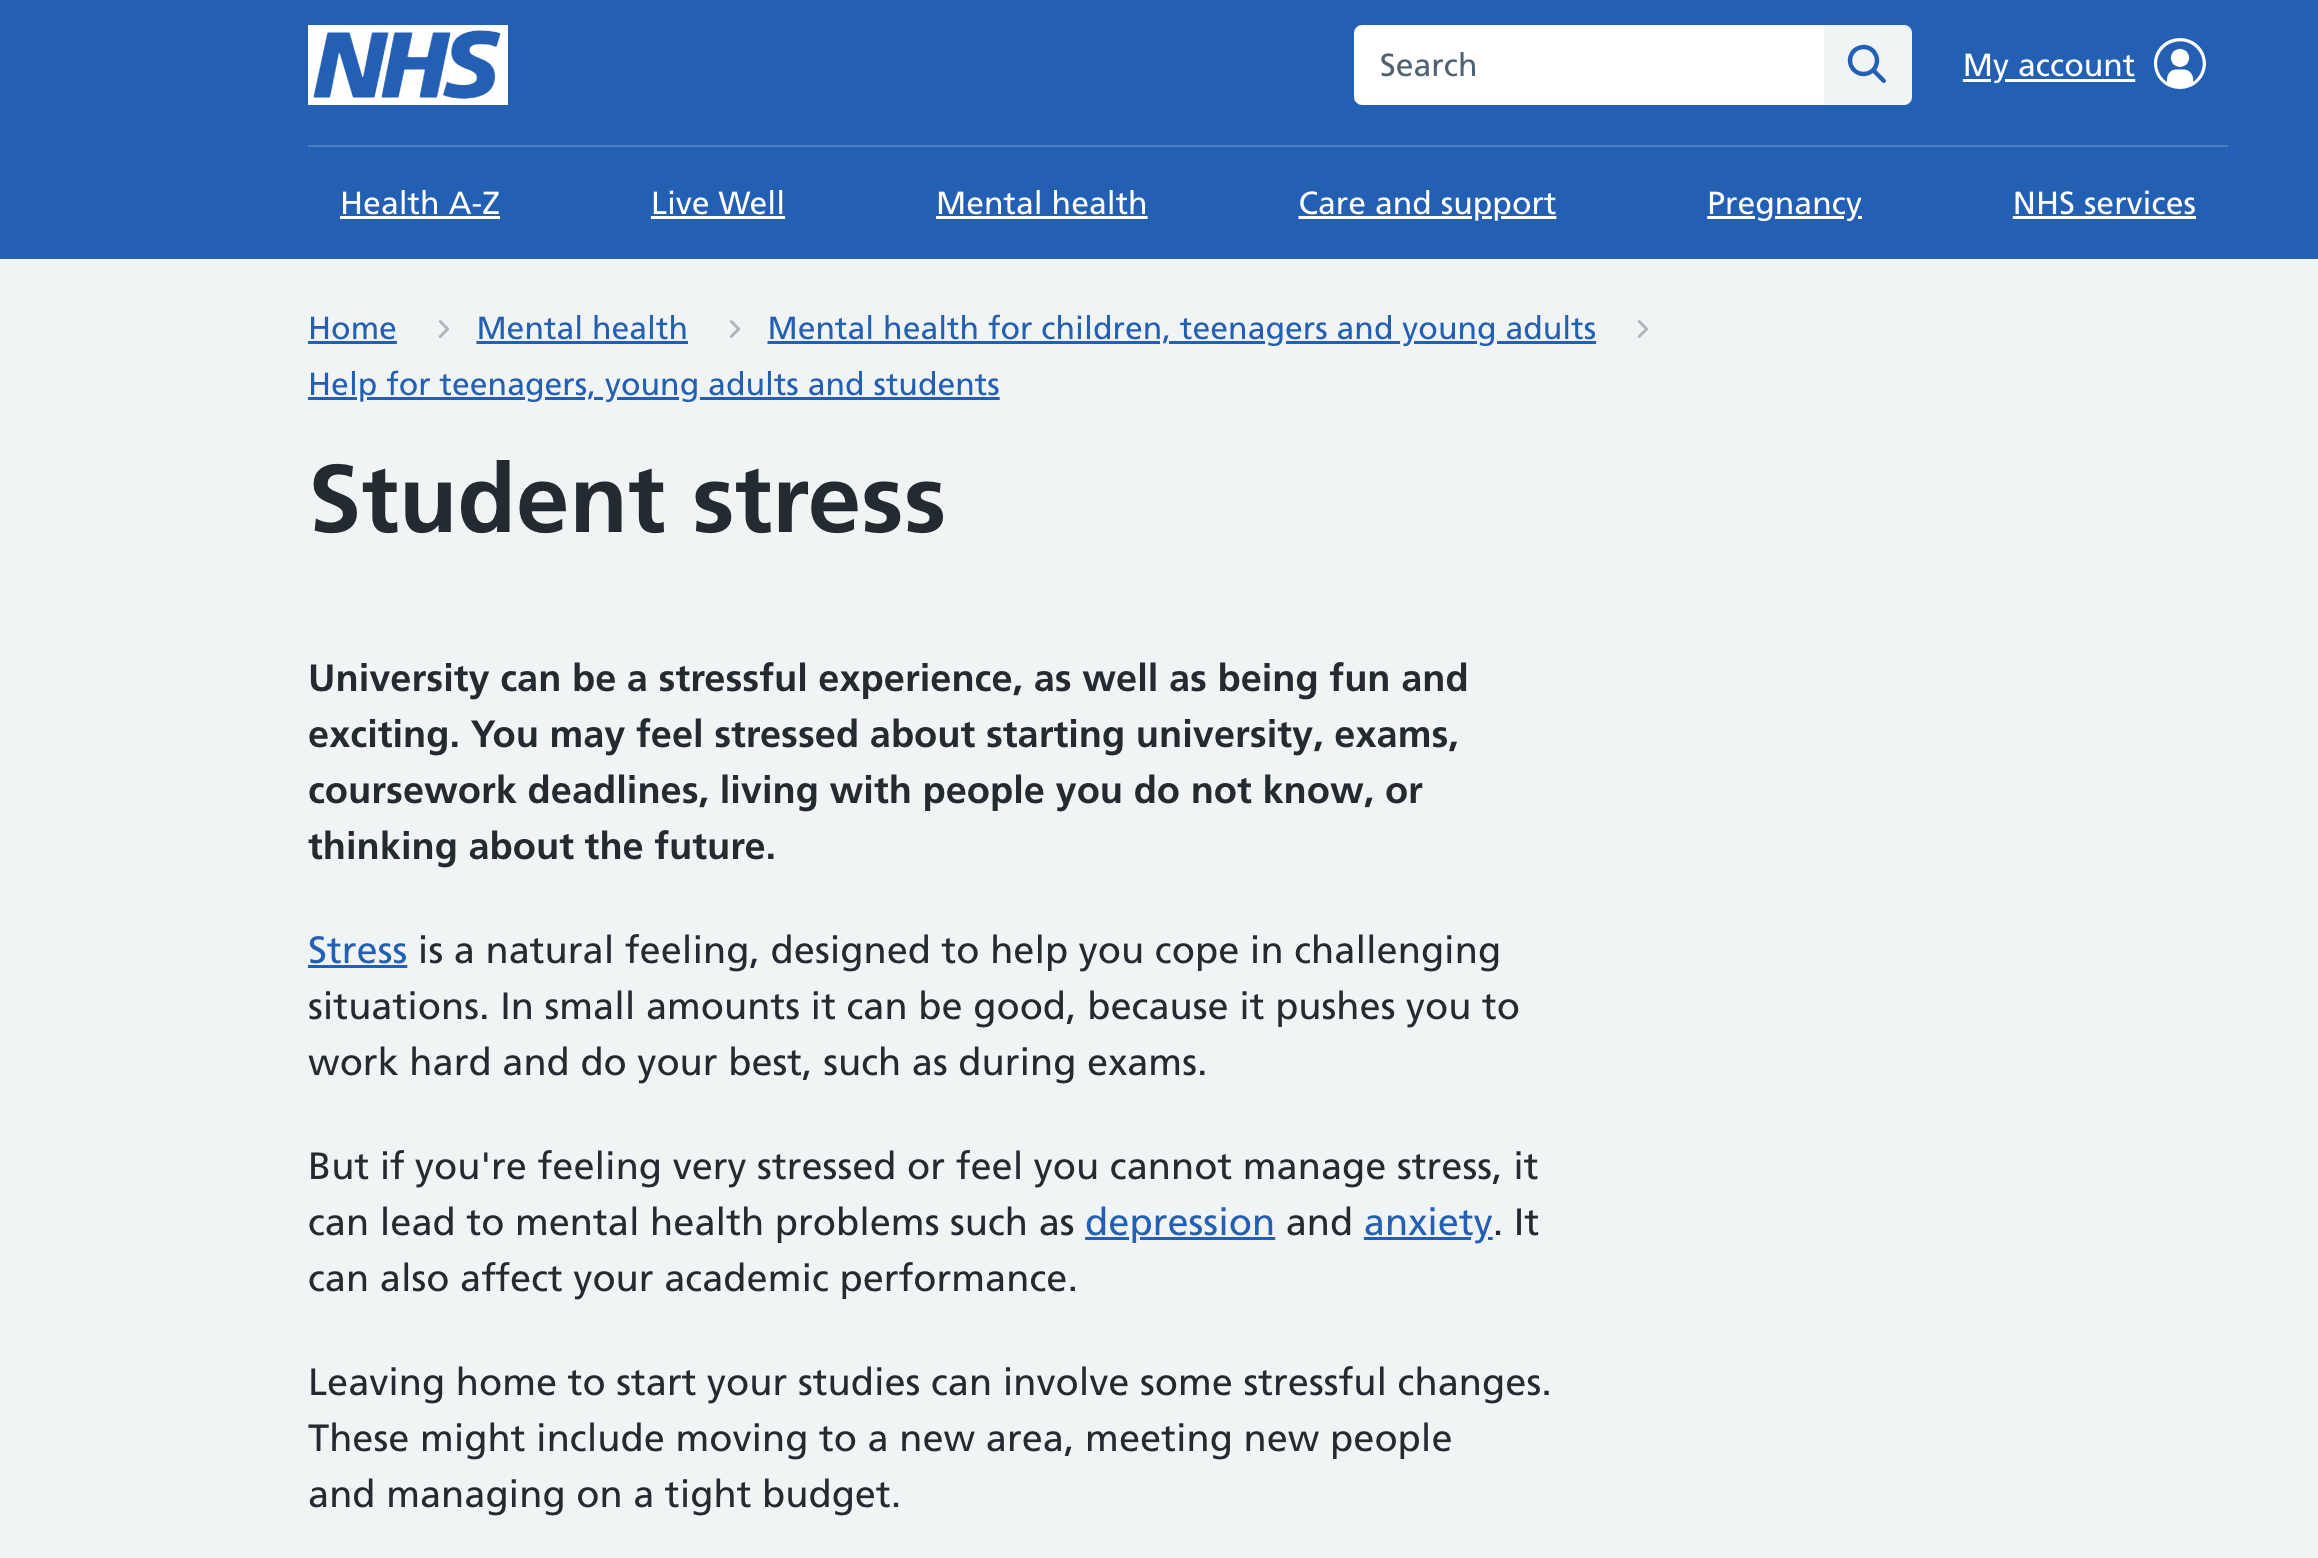 NHS
Search
My account
Health A-Z
Live Well
Mental health
Care and support
Pregnancy
NHS services
Home
Mental health
Mental health for children, teenagers and young adults
Help for teenagers, young adults and students
Student stress
University can be a stressful experience, as well as being fun and
exciting. You may feel stressed about starting university, exams,
coursework deadlines, living with people you do not know, or
thinking about the future.
Stress is a natural feeling, designed to help you cope in challenging
situations. In small amounts it can be good, because it pushes you to
work hard and do your best, such as during exams.
But if you're feeling very stressed or feel you cannot manage stress, it
can lead to mental health problems such as depression and anxiety. It
can also affect your academic performance.
Leaving home to start your studies can involve some stressful changes.
These might include moving to a new area, meeting new people
and managing on a tight budget.